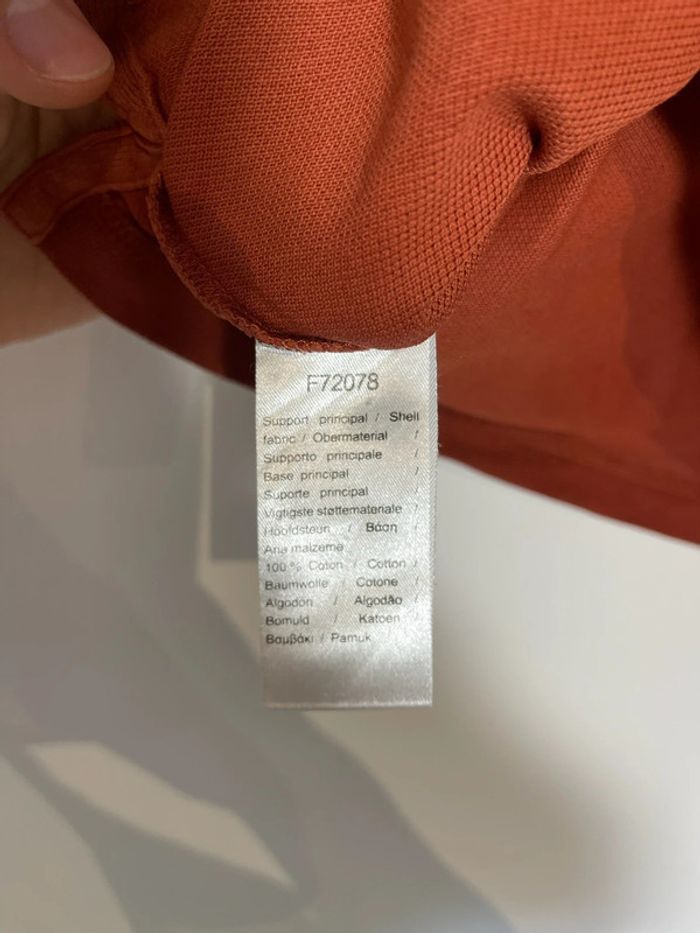 F72078
Support principal / Shell
fabric / Obermaterial /
Supporto principale /
Base principal /
Suporte principal /
Vigtigste støttemateriale /
Hoofdsteun / Βάση /
Ana malzeme
100 % Coton / Cotton /
Baumwolle / Cotone /
Algodón / Algodão /
Bomuld / Katoen /
Βαμβάκι / Pamuk